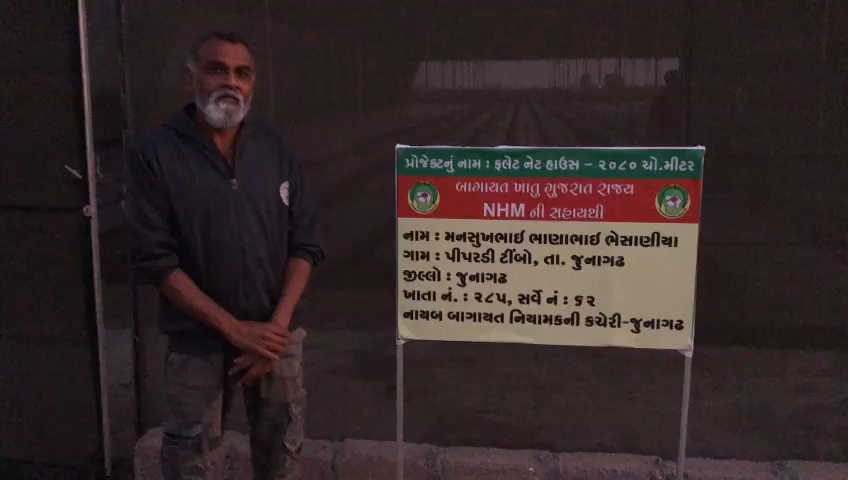 પ્રોજેક્ટનું નામ : ફ્લેટ નેટ હાઉસ – ૨૦૮૦ ચો.મીટર
બાગાયત ખાતુ ગુજરાત રાજ્ય
NHM ની સહાયથી
નામ : મનસુખભાઈ ભાણાભાઈ ભેસાણીયા
ગામ : પીપરડી ટીંબો, તા. જુનાગઢ
જીલ્લો : જુનાગઢ
ખાતા નં. : ૨૮૫, સર્વે નં : ૬૨
નાયબ બાગાયત નિયામકની કચેરી-જુનાગઢ